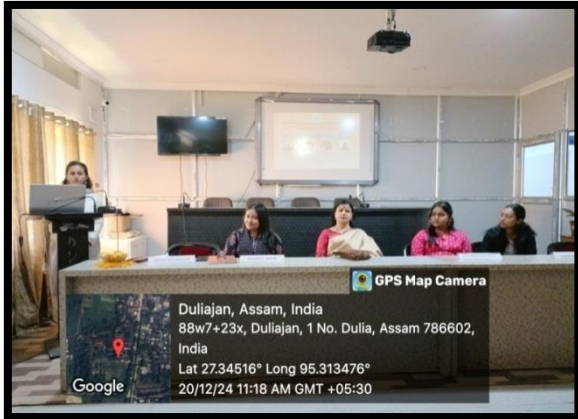 GPS Map Camera
Duliajan, Assam, India
88w7+23x, Duliajan, 1 No. Dulia, Assam 786602,
India
Lat 27.34516° Long 95.313476°
20/12/24 11:18 AM GMT +05:30
Google